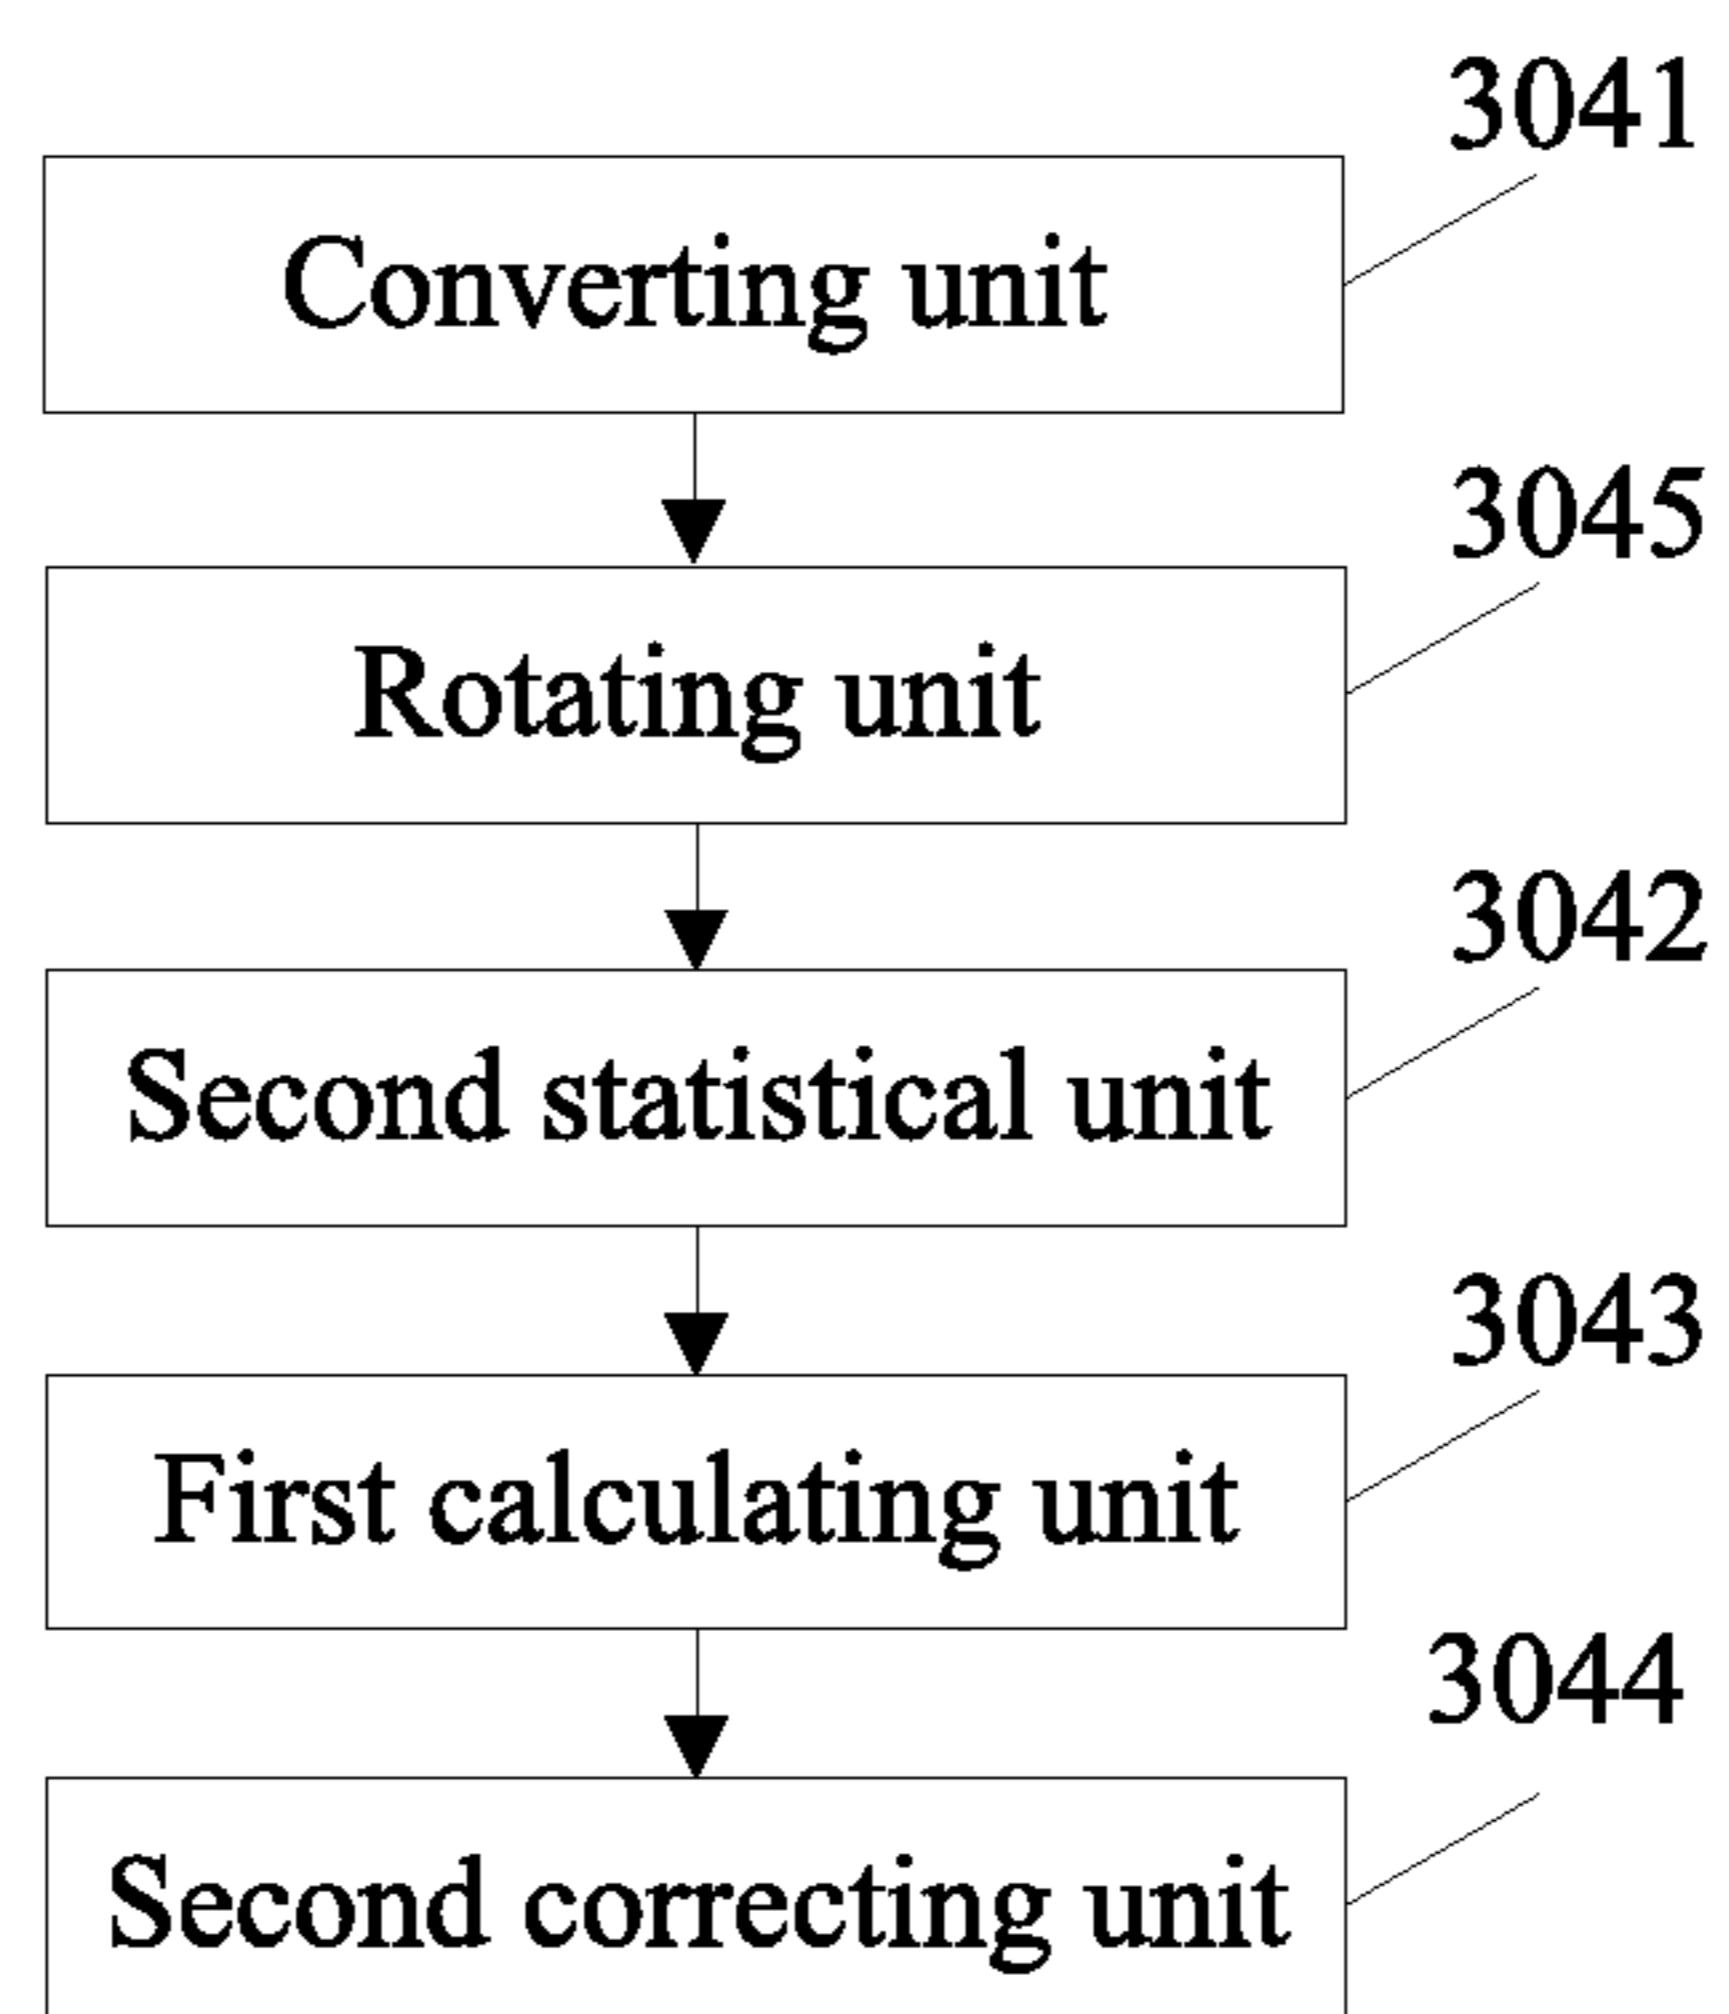 3041
Converting unit
3045
Rotating unit
3042
Second statistical unit
3043
First calculating unit
3044
Second correcting unit